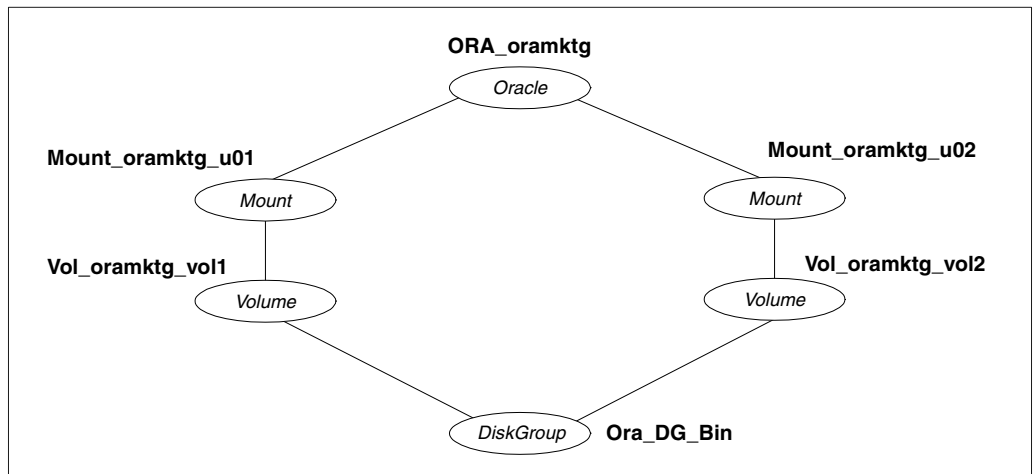 ORA_oramktg
Oracle
Mount_oramktg_u01
Mount_oramktg_u02
Mount
Mount
Vol_oramktg_vol1
Vol_oramktg_vol2
Volume
Volume
DiskGroup
Ora_DG_Bin